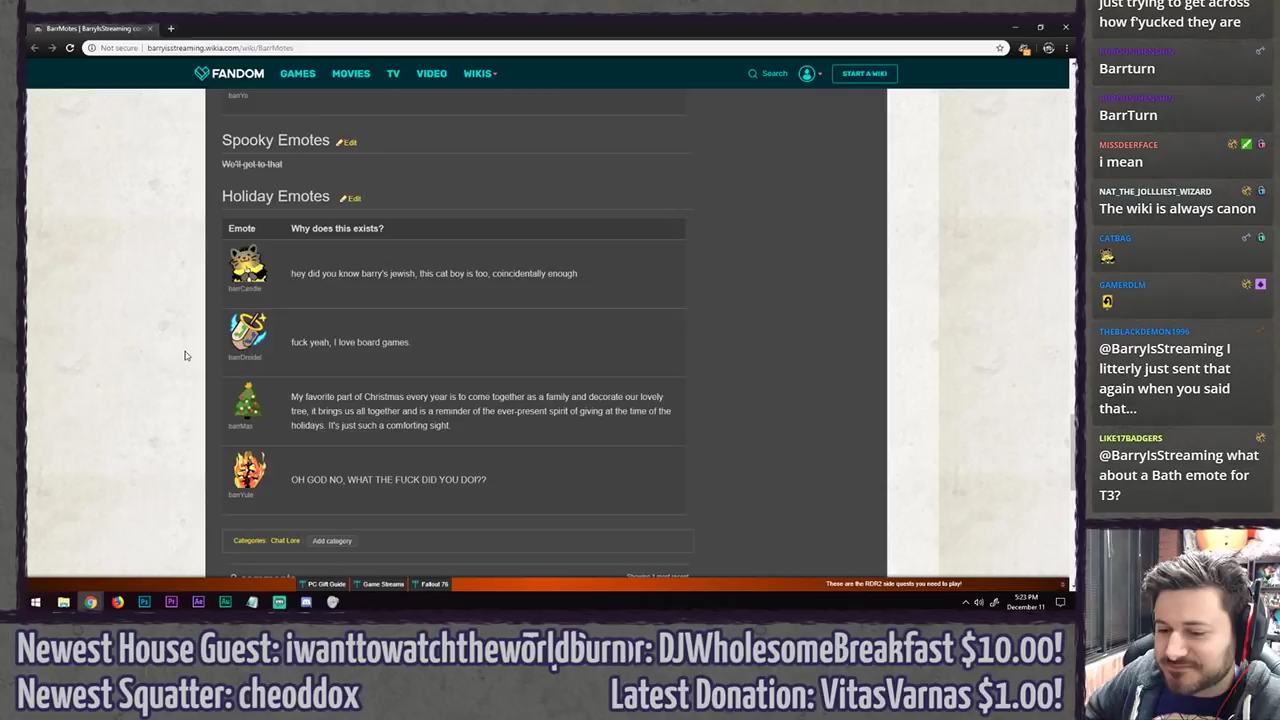 BarrMotes | BarryIsStreaming co
Not secure | barryisstreaming.wikia.com/wiki/BarrMotes
FANDOM GAMES MOVIES TV VIDEO WIKIS Search START A WIKI
barrYo
Spooky Emotes Edit
We'll get to that
Holiday Emotes Edit
Emote Why does this exists?
hey did you know barry's jewish, this cat boy is too, coincidentally enough
barrCandle
fuck yeah, I love board games.
barrDreidel
My favorite part of Christmas every year is to come together as a family and decorate our lovely
tree, it brings us all together and is a reminder of the ever-present spirit of giving at the time of the
holidays. It's just such a comforting sight.
barrMas
OH GOD NO, WHAT THE FUCK DID YOU DO!??
barrYule
Categories: Chat Lore Add category
PC Gift Guide Game Streams Fallout 76 These are the RDR2 side quests you need to play!
5:23 PM
December 11
just trying to get across
how f'yucked they are
Barrturn
BarrTurn
MISSDEERFACE
i mean
NAT_THE_JOLLLIEST_WIZARD
The wiki is always canon
CATBAG
GAMERDLM
THEBLACKDEMON1996
@BarryIsStreaming I
litterly just sent that
again when you said
that...
LIKE17BADGERS
@BarryIsStreaming what
about a Bath emote for
T3?
Newest House Guest: iwanttowatchtheworldburn r: DJWholesomeBreakfast $10.00!
Newest Squatter: cheoddox Latest Donation: VitasVarnas $1.00!